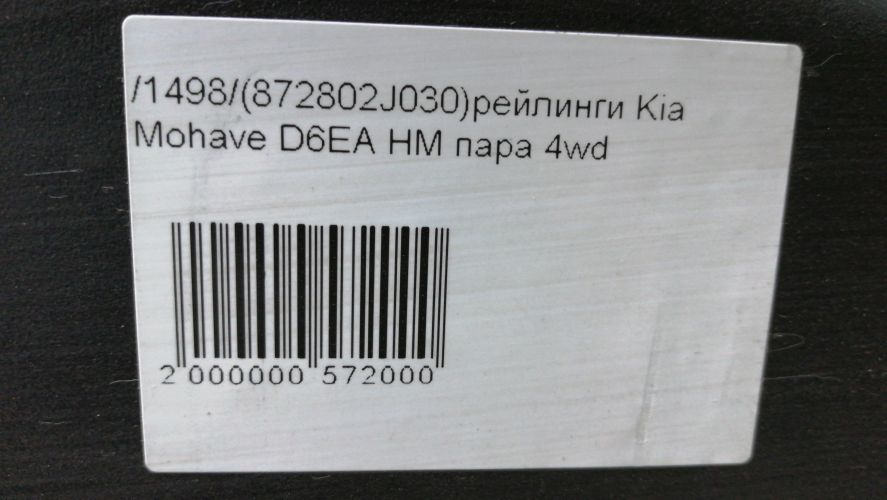 /1498/(872802J030)рейлинги Kia
Mohave D6EA HM пара 4wd
2 000000 572000